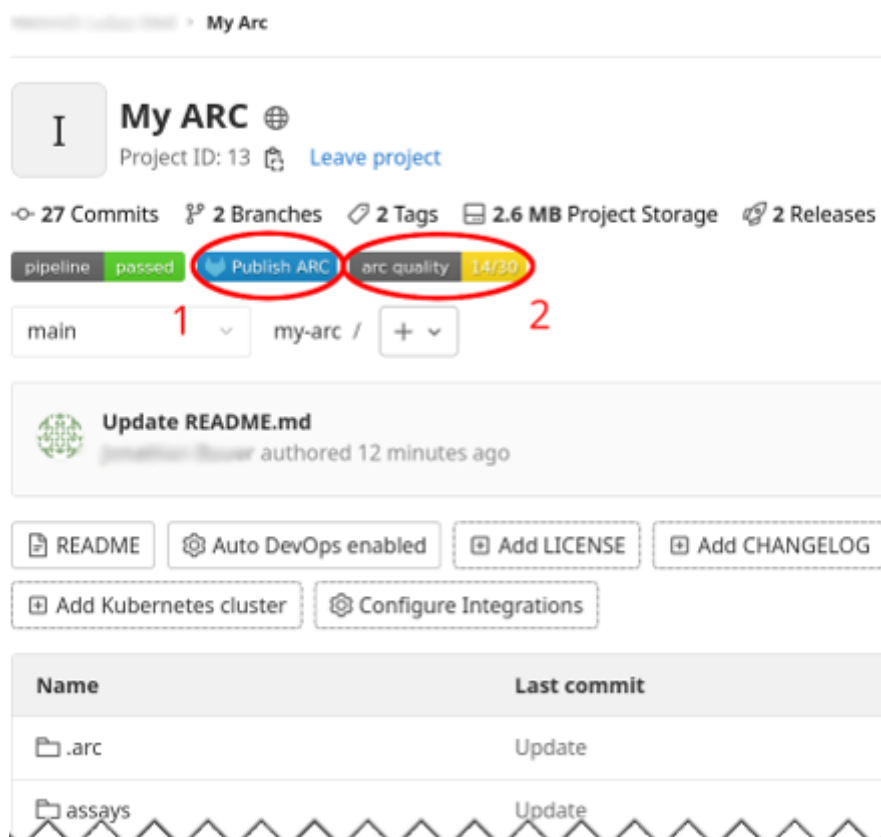 My Arc
I
My ARC
Project ID: 13 Leave project
27 Commits 2 Branches 2 Tags 2.6 MB Project Storage 2 Releases
pipeline passed Publish ARC arc quality 14/30
1 2
main my-arc / +
Update README.md
authored 12 minutes ago
README Auto DevOps enabled Add LICENSE Add CHANGELOG
Add Kubernetes cluster Configure Integrations
Name Last commit
.arc Update
assays Update